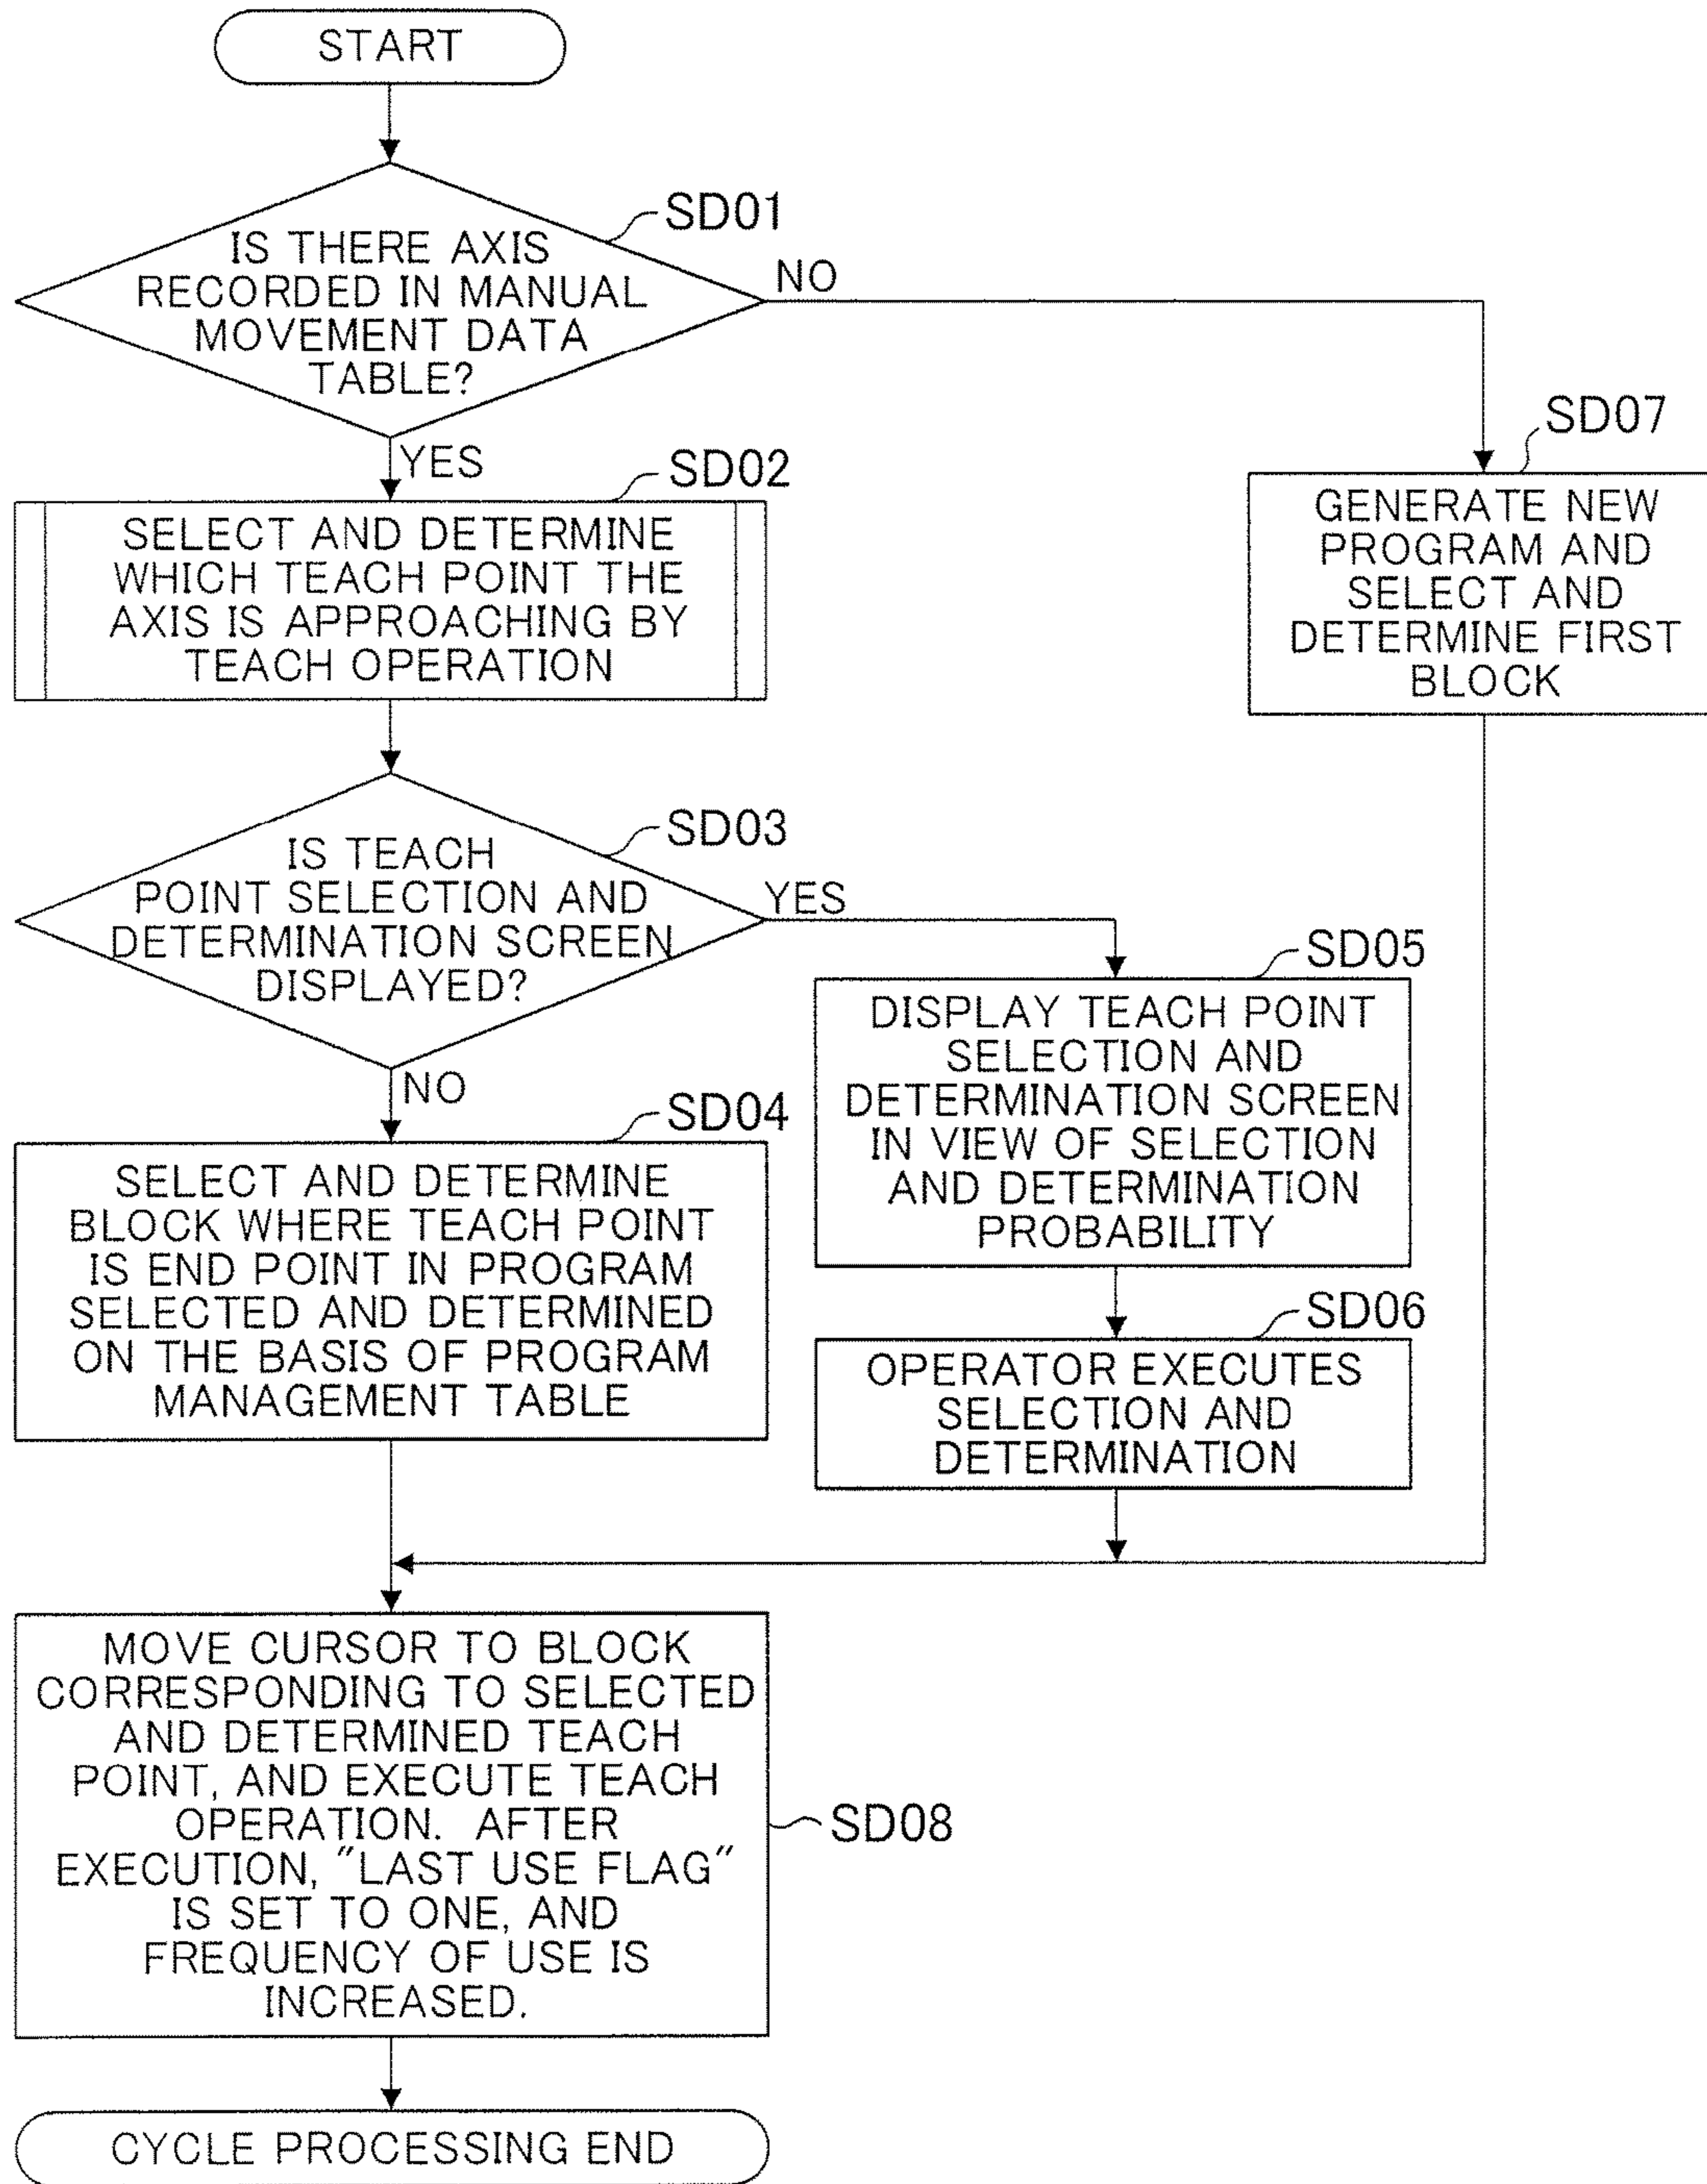 START
SD01
IS THERE AXIS
RECORDED IN MANUAL
MOVEMENT DATA
TABLE?
NO
YES
SD02
SELECT AND DETERMINE
WHICH TEACH POINT THE
AXIS IS APPROACHING BY
TEACH OPERATION
SD07
GENERATE NEW
PROGRAM AND
SELECT AND
DETERMINE FIRST
BLOCK
SD03
IS TEACH
POINT SELECTION AND
DETERMINATION SCREEN
DISPLAYED?
YES
NO
SD05
DISPLAY TEACH POINT
SELECTION AND
DETERMINATION SCREEN
IN VIEW OF SELECTION
AND DETERMINATION
PROBABILITY
SD04
SELECT AND DETERMINE
BLOCK WHERE TEACH POINT
IS END POINT IN PROGRAM
SELECTED AND DETERMINED
ON THE BASIS OF PROGRAM
MANAGEMENT TABLE
SD06
OPERATOR EXECUTES
SELECTION AND
DETERMINATION
MOVE CURSOR TO BLOCK
CORRESPONDING TO SELECTED
AND DETERMINED TEACH
POINT, AND EXECUTE TEACH
OPERATION. AFTER
EXECUTION, "LAST USE FLAG"
IS SET TO ONE, AND
FREQUENCY OF USE IS
INCREASED.
SD08
CYCLE PROCESSING END